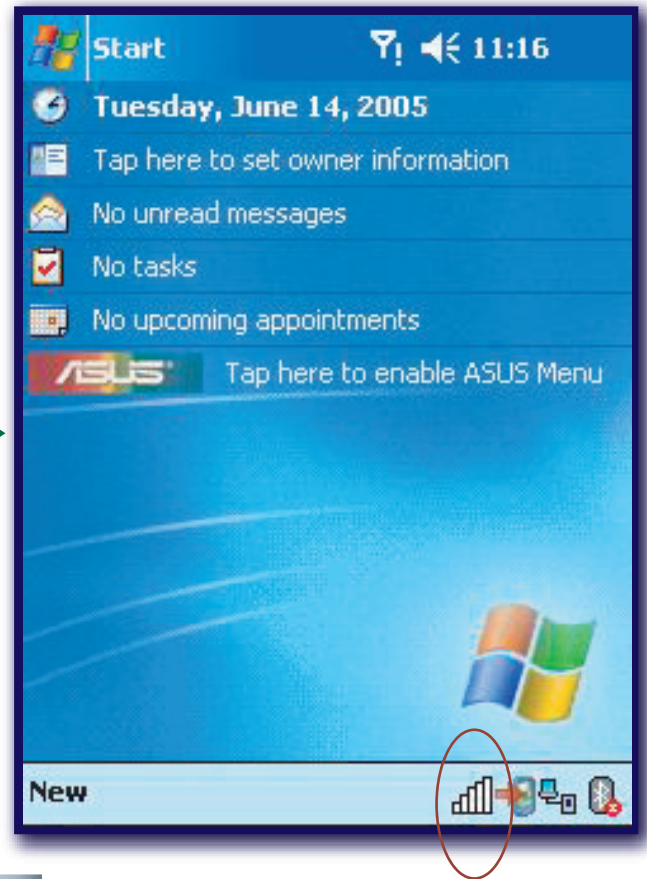 Start 11:16
Tuesday, June 14, 2005
Tap here to set owner information
No unread messages
No tasks
No upcoming appointments
ASUS Tap here to enable ASUS Menu
New